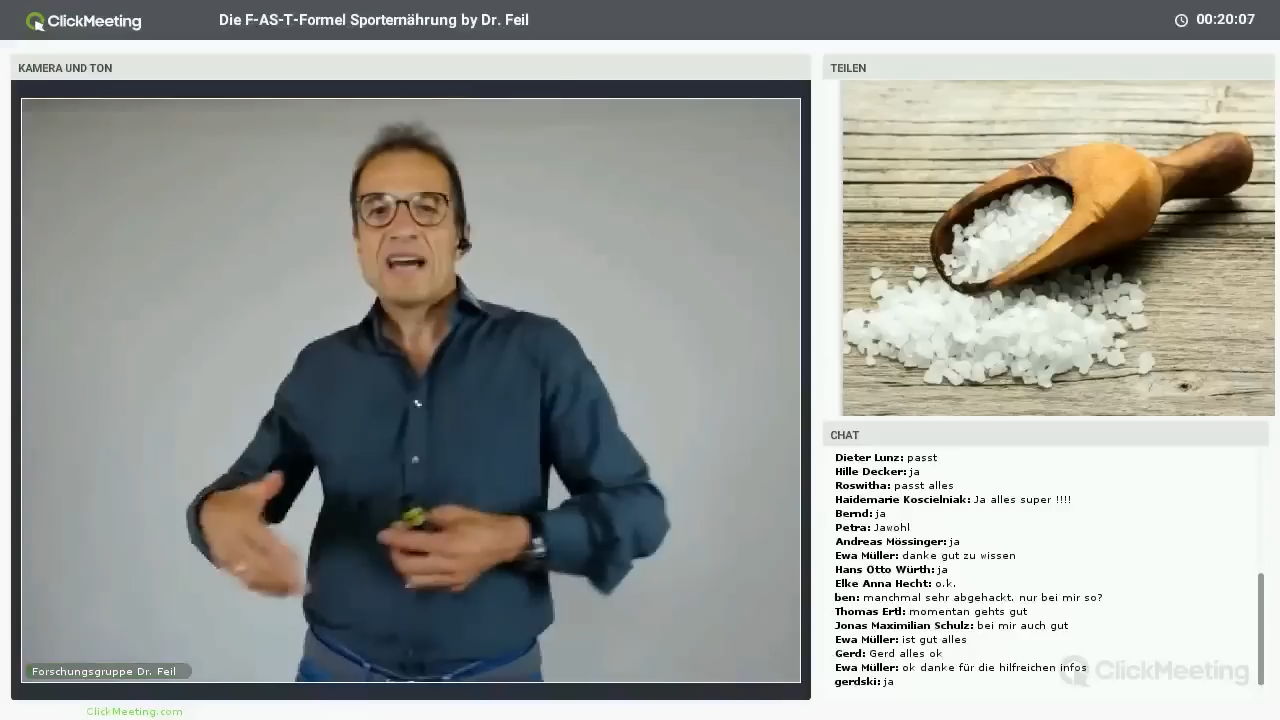 ClickMeeting
Die F-AS-T-Formel Sporternährung by Dr. Feil
00:20:07
KAMERA UND TON
TEILEN
Forschungsgruppe Dr. Feil
CHAT
Dieter Lunz: passt
Hille Decker: ja
Roswitha: passt alles
Haidemarie Koscielniak: Ja alles super !!!!
Bernd: ja
Petra: Jawohl
Andreas Mössinger: ja
Ewa Müller: danke gut zu wissen
Hans Otto Würth: ja
Elke Anna Hecht: o.k.
ben: manchmal sehr abgehackt. nur bei mir so?
Thomas Ertl: momentan gehts gut
Jonas Maximilian Schulz: bei mir auch gut
Ewa Müller: ist gut alles
Gerd: Gerd alles ok
Ewa Müller: ok danke für die hilfreichen infos
gerdski: ja
ClickMeeting
ClickMeeting.com